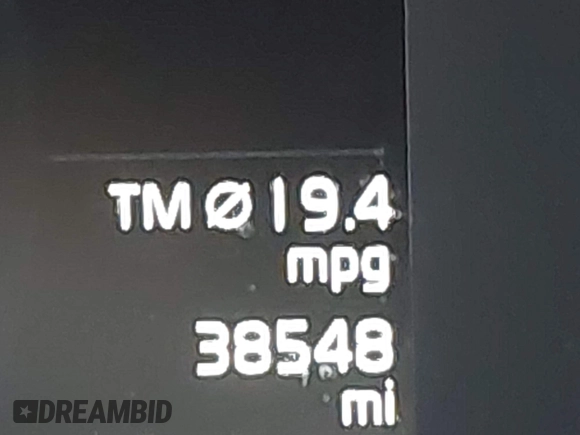 TM Ø 19.4
mpg
38548
mi
DREAMBID